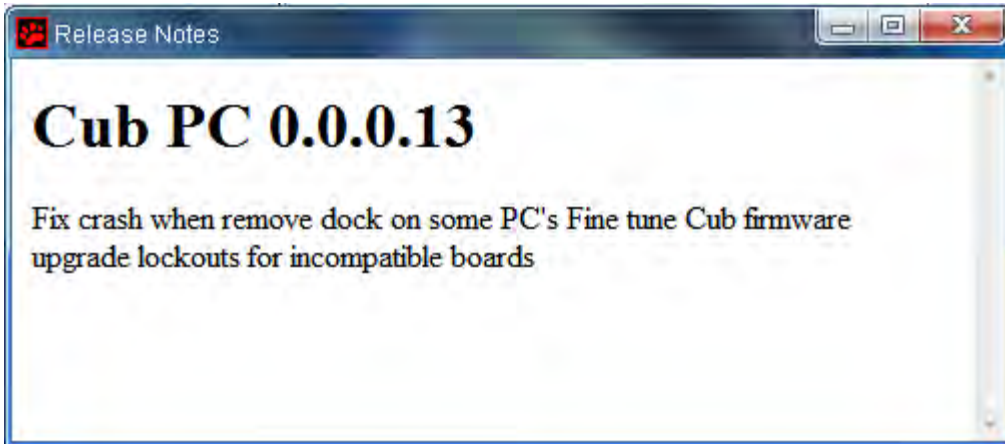 Release Notes
Cub PC 0.0.0.13
Fix crash when remove dock on some PC's Fine tune Cub firmware
upgrade lockouts for incompatible boards